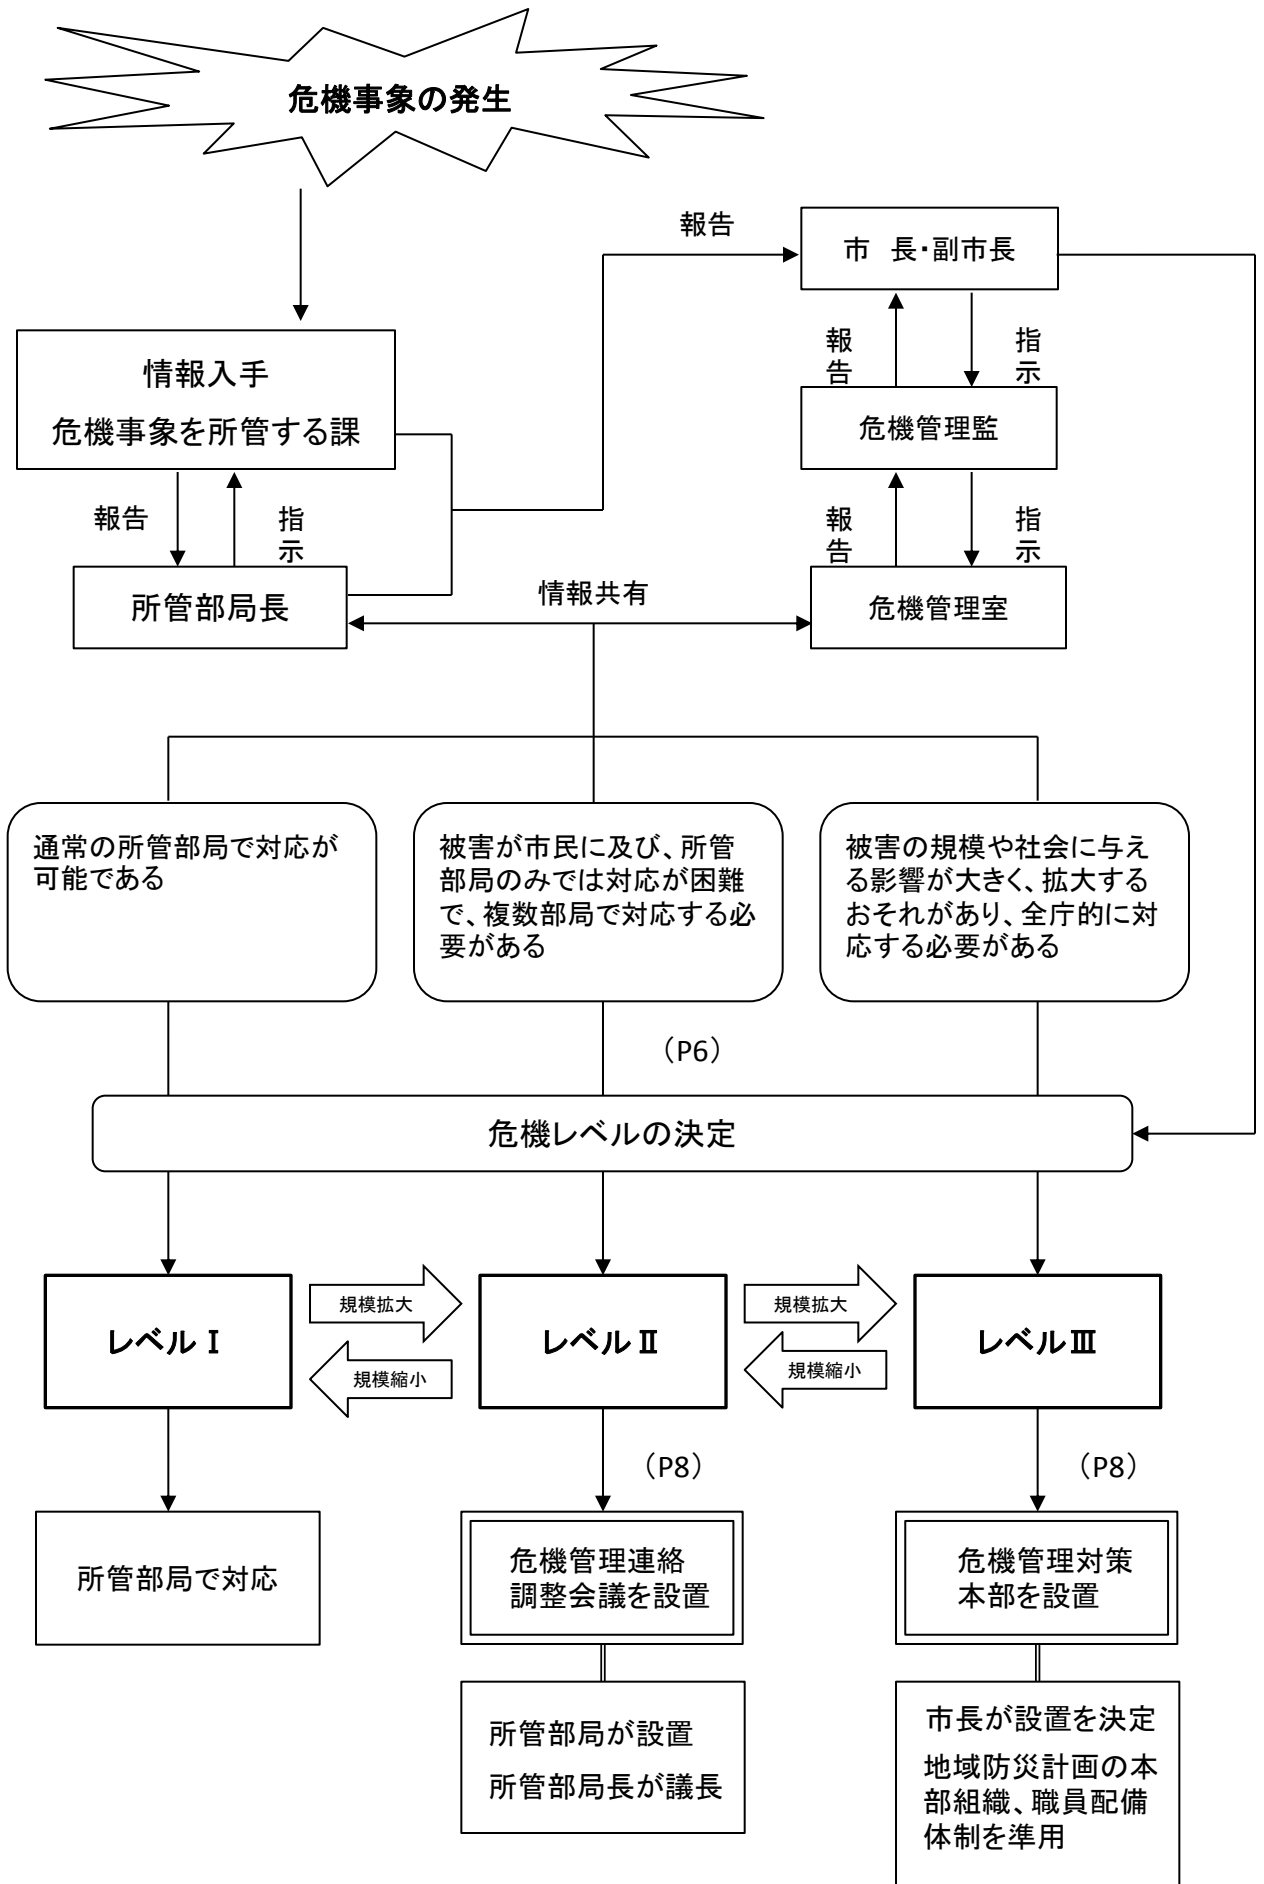 危機事象の発生
報告
市　長・副市長
報
告
指
示
情報入手
危機事象を所管する課
危機管理監
報告
指
示
報
告
指
示
所管部局長
情報共有
危機管理室
通常の所管部局で対応が
可能である
被害が市民に及び、所管
部局のみでは対応が困難
で、複数部局で対応する必
要がある
被害の規模や社会に与え
る影響が大きく、拡大する
おそれがあり、全庁的に対
応する必要がある
（P6）
危機レベルの決定
レベルⅠ
規模拡大
規模縮小
レベルⅡ
規模拡大
規模縮小
レベルⅢ
（P8）
（P8）
所管部局で対応
危機管理連絡
調整会議を設置
危機管理対策
本部を設置
所管部局が設置
所管部局長が議長
市長が設置を決定
地域防災計画の本
部組織、職員配備
体制を準用